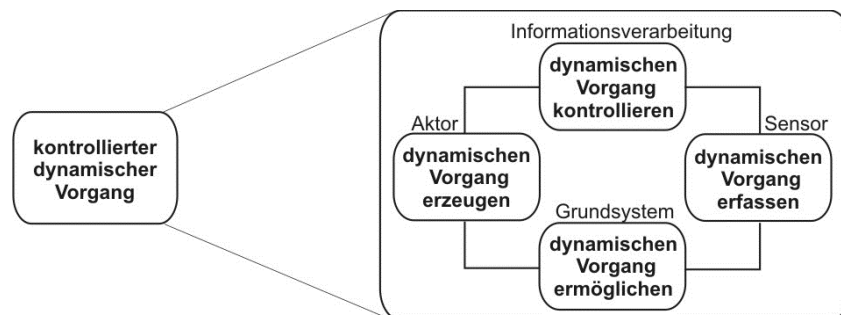 kontrollierter
dynamischer
Vorgang
Informationsverarbeitung
dynamischen
Vorgang
kontrollieren
Aktor
dynamischen
Vorgang
erzeugen
Sensor
dynamischen
Vorgang
erfassen
Grundsystem
dynamischen
Vorgang
ermöglichen